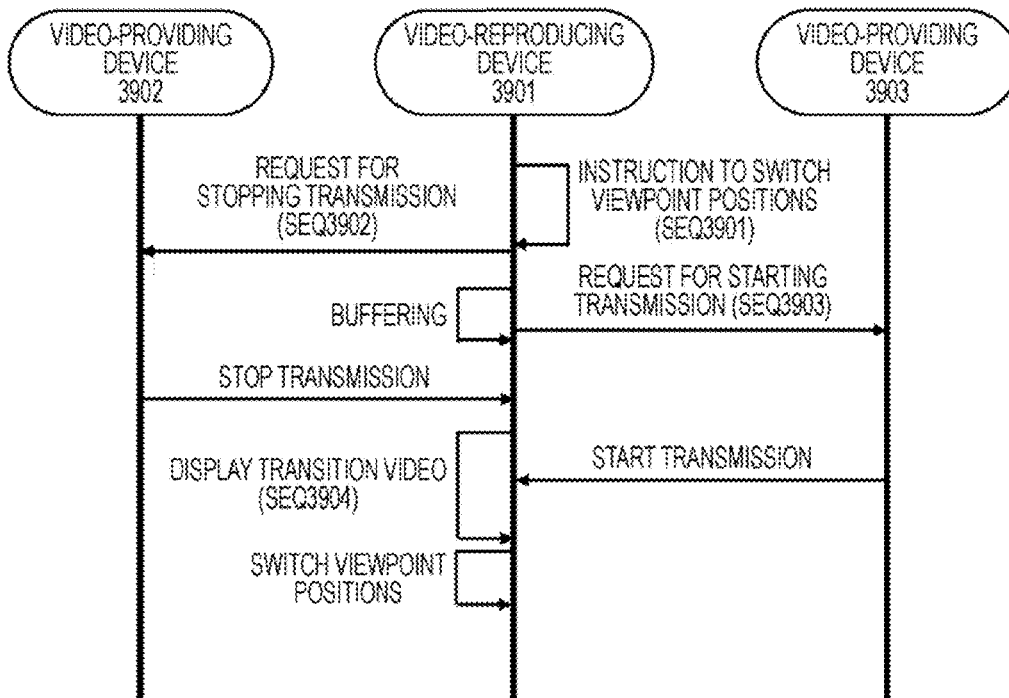 VIDEO-PROVIDING
DEVICE
3902
VIDEO-REPRODUCING
DEVICE
3901
VIDEO-PROVIDING
DEVICE
3903
REQUEST FOR
STOPPING TRANSMISSION
(SEQ3902)
INSTRUCTION TO SWITCH
VIEWPOINT POSITIONS
(SEQ3901)
REQUEST FOR STARTING
TRANSMISSION (SEQ3903)
BUFFERING
STOP TRANSMISSION
DISPLAY TRANSITION VIDEO
(SEQ3904)
START TRANSMISSION
SWITCH VIEWPOINT
POSITIONS